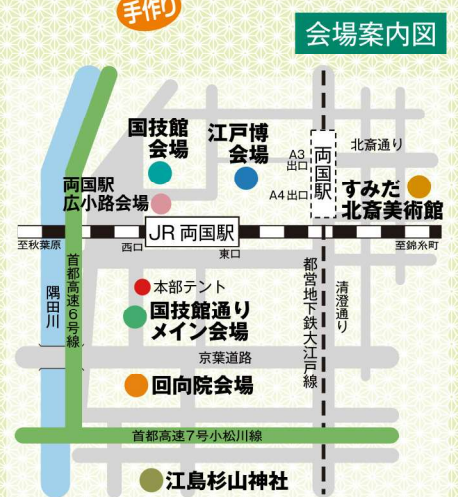 手作り
会場案内図
国技館
会場
江戸博
会場
A3
出口
両国駅
北斎通り
両国駅
広小路会場
A4出口
すみだ
北斎美術館
JR 両国駅
至秋葉原
西口
東口
至錦糸町
首都高速6号線
隅田川
本部テント
国技館通り
メイン会場
都営地下鉄大江戸線
清澄通り
京葉道路
回向院会場
首都高速7号小松川線
江島杉山神社